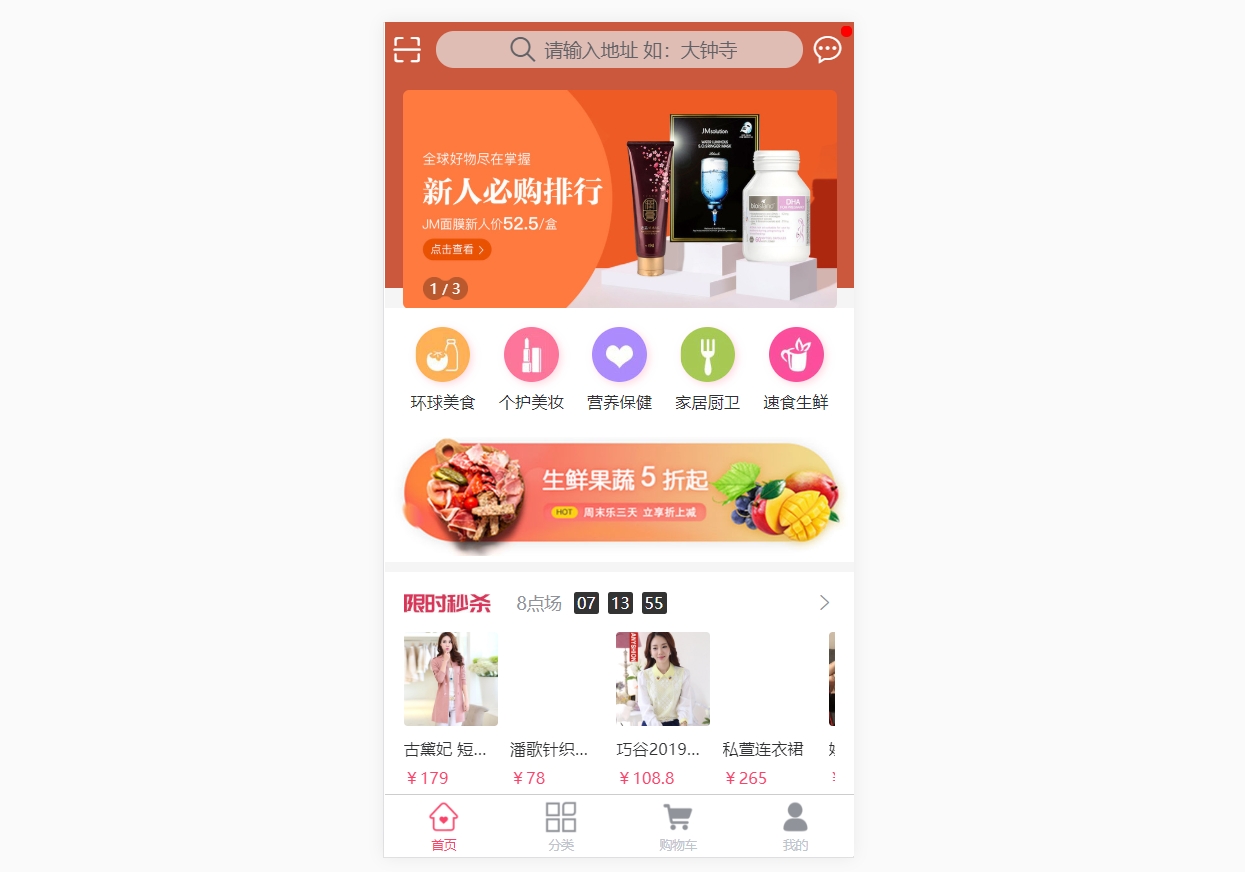 请输入地址 如：大钟寺
全球好物尽在掌握
新人必购排行
JM面膜新人价52.5/盒
点击查看
1 / 3
JMsolution
DHA
环球美食
个护美妆
营养保健
家居厨卫
速食生鲜
生鲜果蔬 5 折起
HOT 周末乐三天 立享折上减
限时秒杀 8点场 07 13 55
古黛妃 短...
潘歌针织...
巧谷2019...
私萱连衣裙
￥179
￥78
￥108.8
￥265
首页
分类
购物车
我的